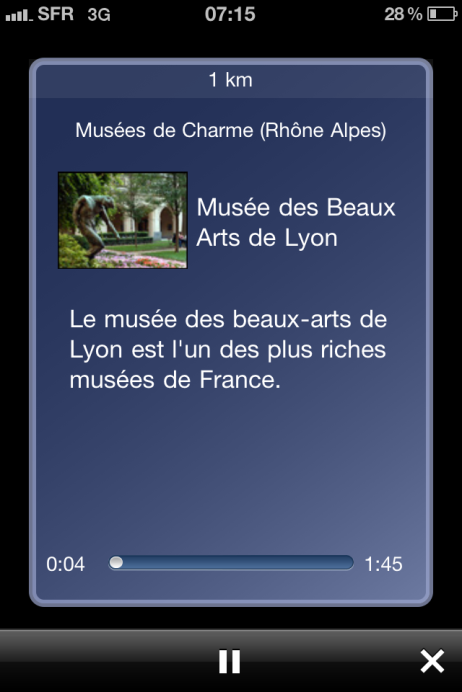 SFR 3G 07:15 28 %
1 km
Musées de Charme (Rhône Alpes)
Musée des Beaux
Arts de Lyon
Le musée des beaux-arts de
Lyon est l'un des plus riches
musées de France.
0:04 1:45